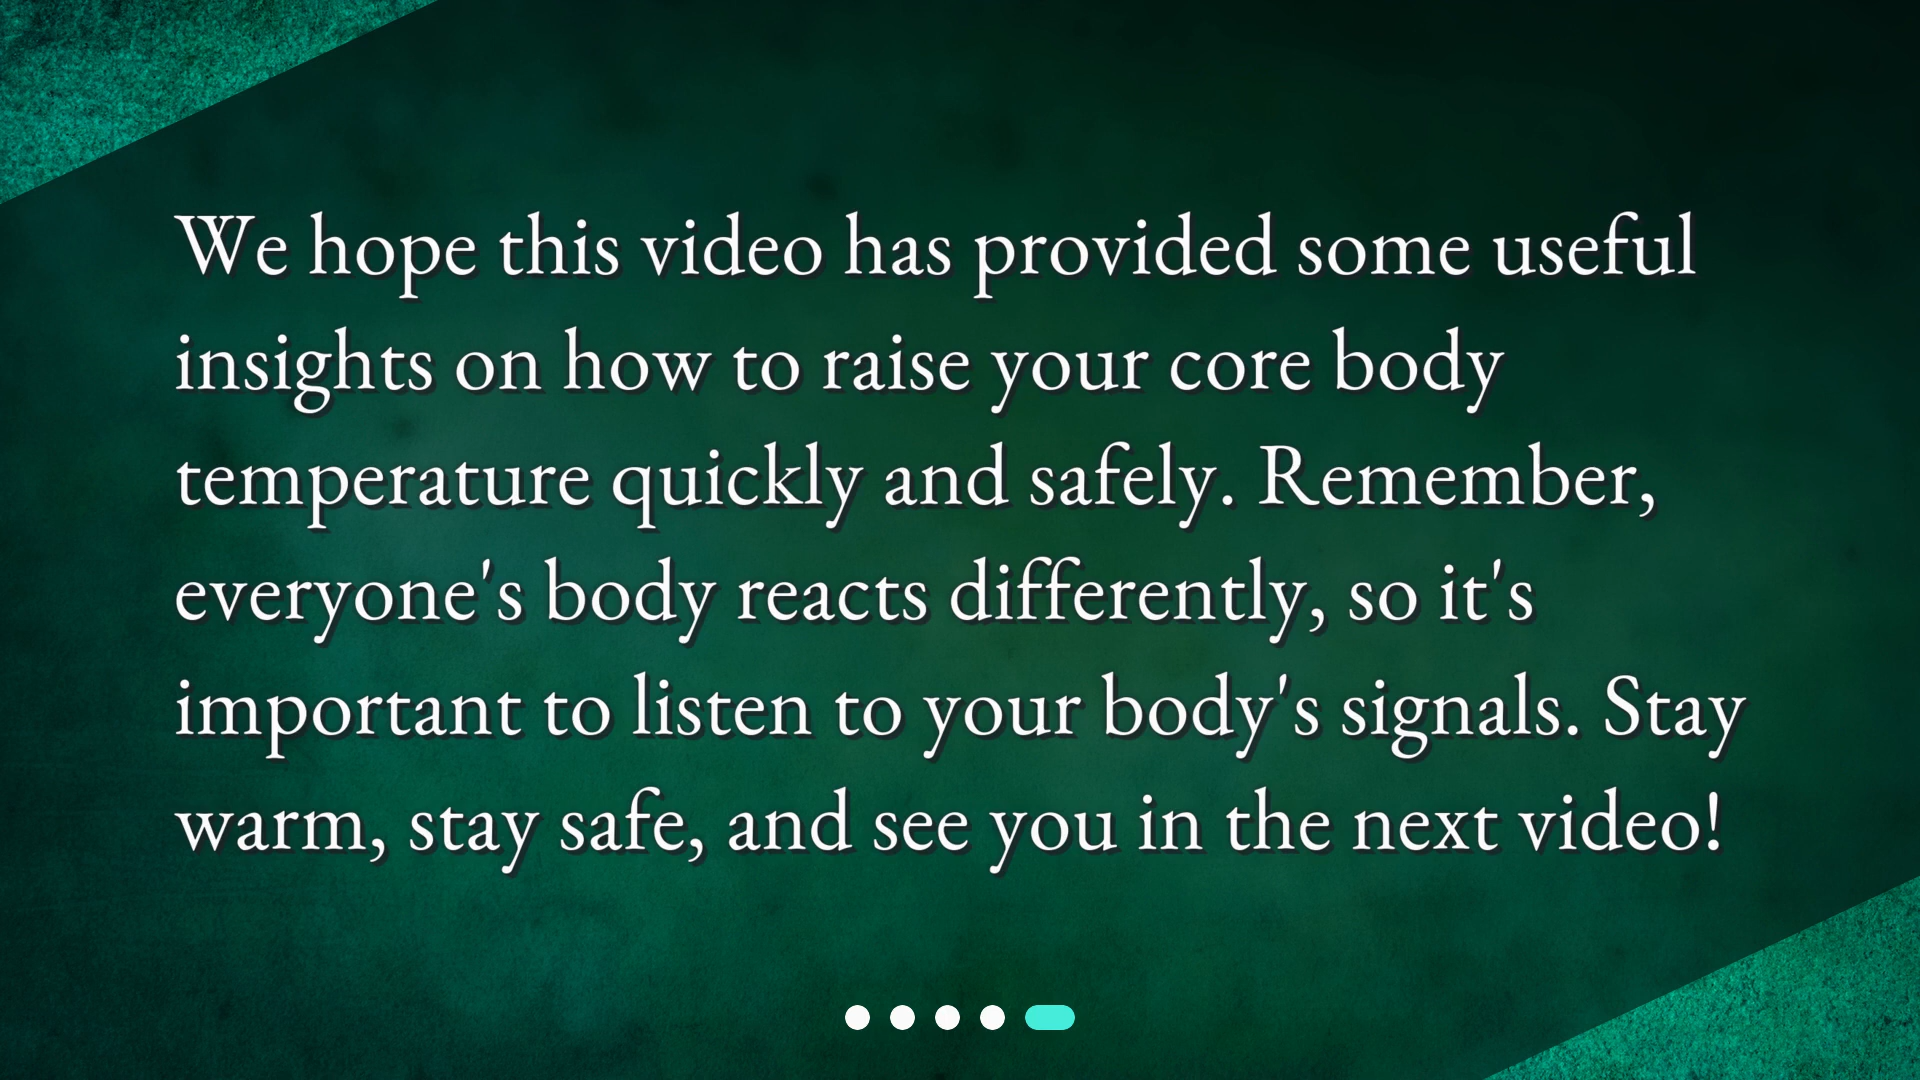 We hope this video has provided some useful
insights on how to raise your core body
temperature quickly and safely. Remember,
everyone's body reacts differently, so it's
important to listen to your body's signals. Stay
warm, stay safe, and see you in the next video!